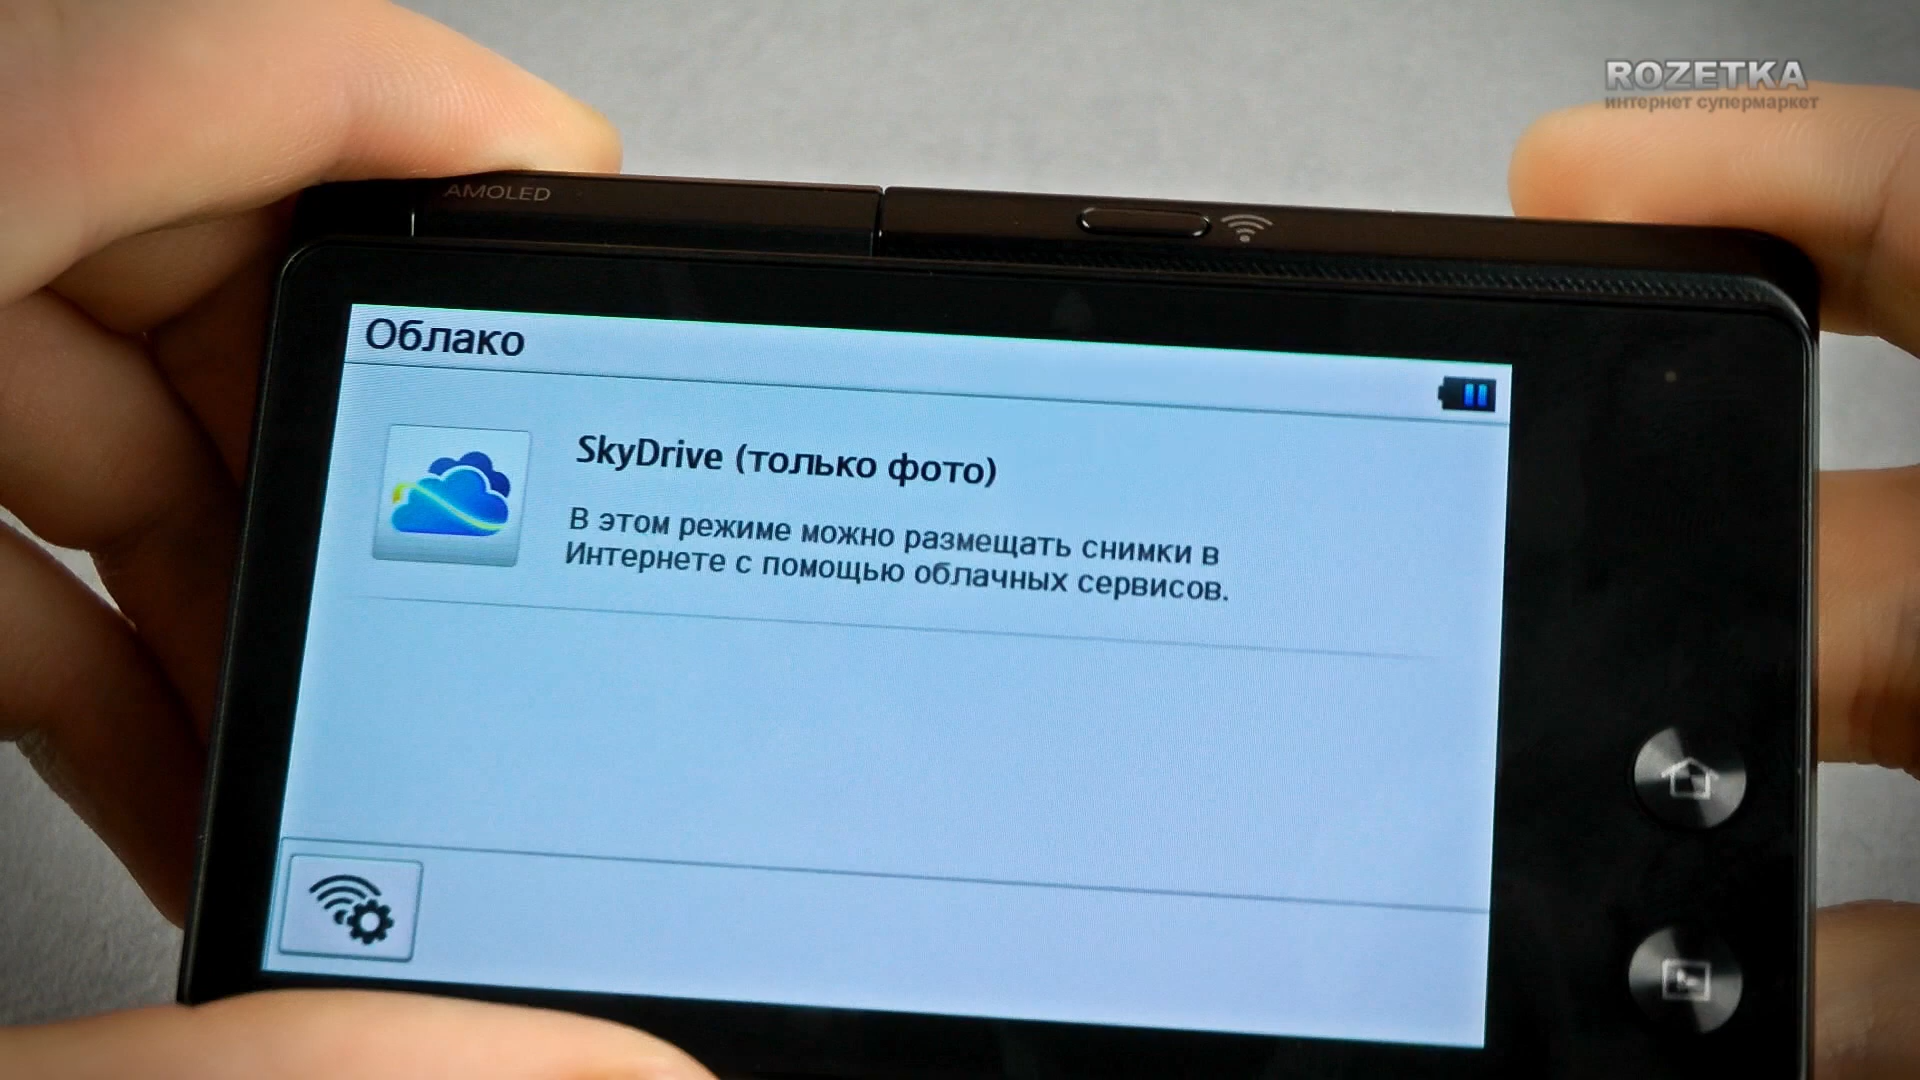 ROZETKA
интернет супермаркет
AMOLED
Облако
SkyDrive (только фото)
В этом режиме можно размещать снимки в
Интернете с помощью облачных сервисов.